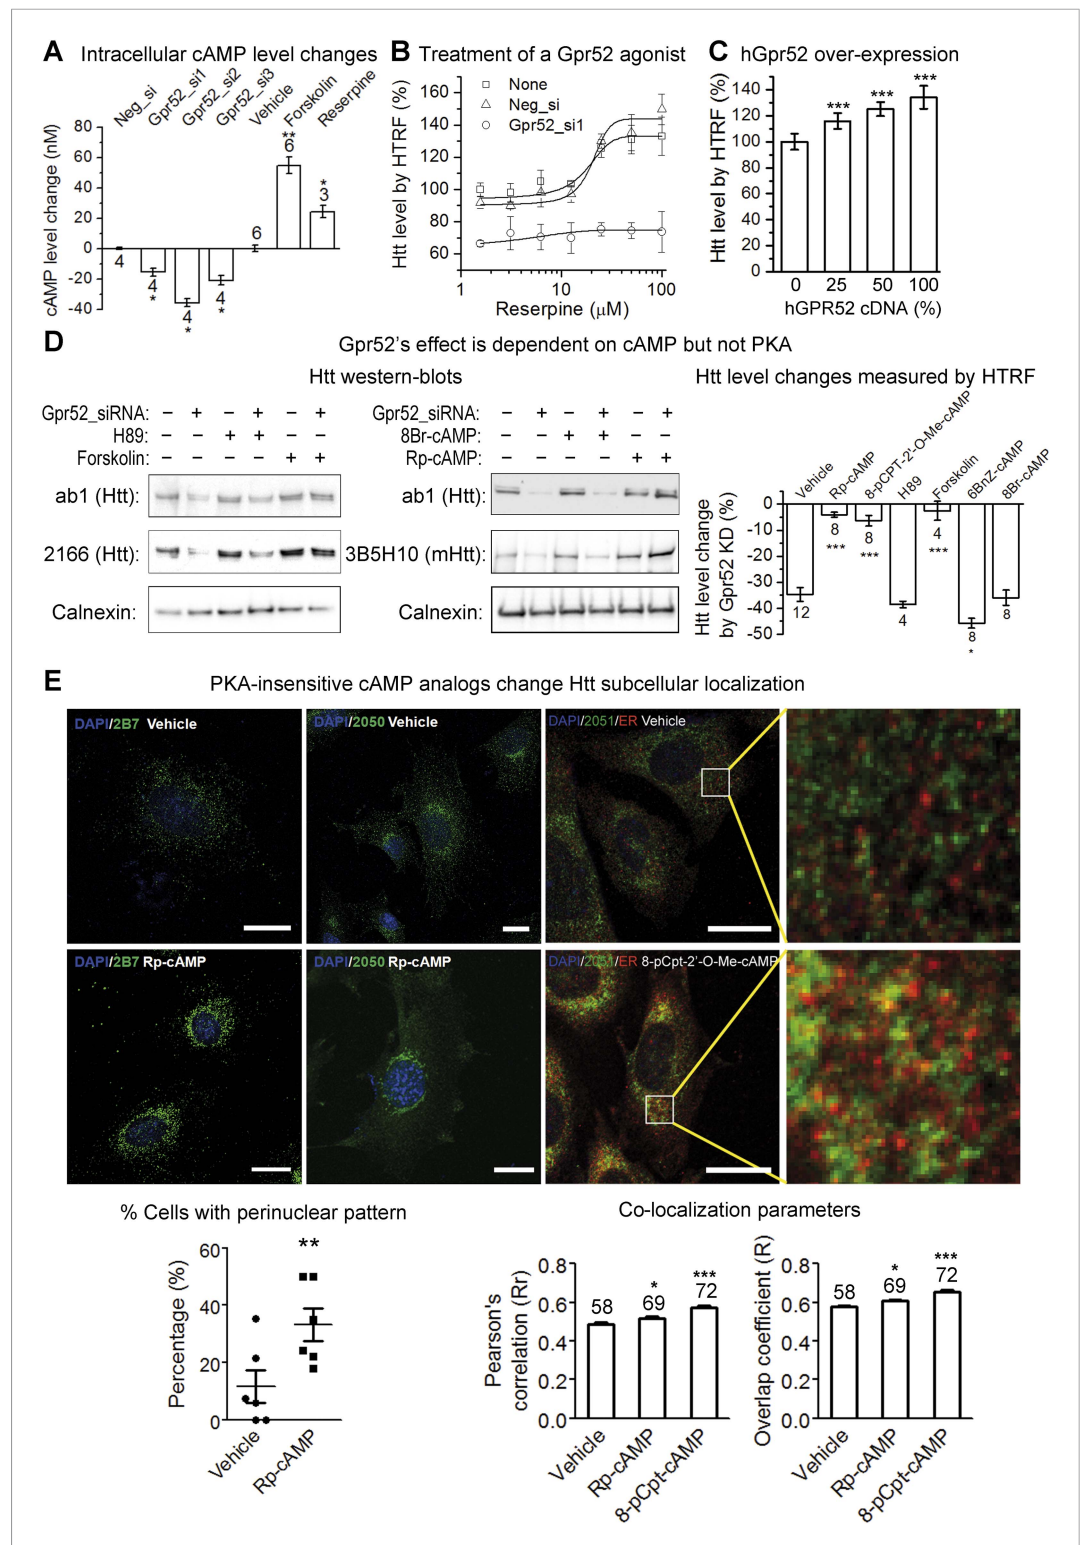 A Intracellular cAMP level changes
Neg_si Gpr52_si1 Gpr52_si2 Gpr52_si3 Vehicle Forskolin Reserpine
cAMP level change (nM)
80
60
40
20
0
-20
-40
4 4 4 4 6 6 3
* * * ** *
B Treatment of a Gpr52 agonist
Htt level by HTRF (%)
None
Neg_si
Gpr52_si1
160
140
120
100
80
60
1 10 100
Reserpine (µM)
C hGpr52 over-expression
Htt level by HTRF (%)
140
120
100
80
60
40
20
0
*** *** ***
0 25 50 100
hGPR52 cDNA (%)
D Gpr52's effect is dependent on cAMP but not PKA
Htt western-blots
Gpr52_siRNA: – + – + – +
H89: – – + + – –
Forskolin: – – – – + +
ab1 (Htt):
2166 (Htt):
Calnexin:
Gpr52_siRNA: – + – + – +
8Br-cAMP: – – + + – –
Rp-cAMP: – – – – + +
ab1 (Htt):
3B5H10 (mHtt):
Calnexin:
Htt level changes measured by HTRF
Vehicle Rp-cAMP 8-pCPT-2'-O-Me-cAMP H89 Forskolin 6BnZ-cAMP 8Br-cAMP
Htt level change
by Gpr52 KD (%)
0
-10
-20
-30
-40
-50
12 8 8 4 4 8 8
*** *** *** *
E PKA-insensitive cAMP analogs change Htt subcellular localization
DAPI/2B7 Vehicle
DAPI/2050 Vehicle
DAPI/2051/ER Vehicle
DAPI/2B7 Rp-cAMP
DAPI/2050 Rp-cAMP
DAPI/2051/ER 8-pCpt-2'-O-Me-cAMP
% Cells with perinuclear pattern
Percentage (%)
60
40
20
0
**
Vehicle Rp-cAMP
Co-localization parameters
Pearson's
correlation (Rr)
0.8
0.6
0.4
0.2
0.0
* ***
58 69 72
Vehicle Rp-cAMP 8-pCpt-cAMP
Overlap coefficient (R)
0.8
0.6
0.4
0.2
0.0
* ***
58 69 72
Vehicle Rp-cAMP 8-pCpt-cAMP